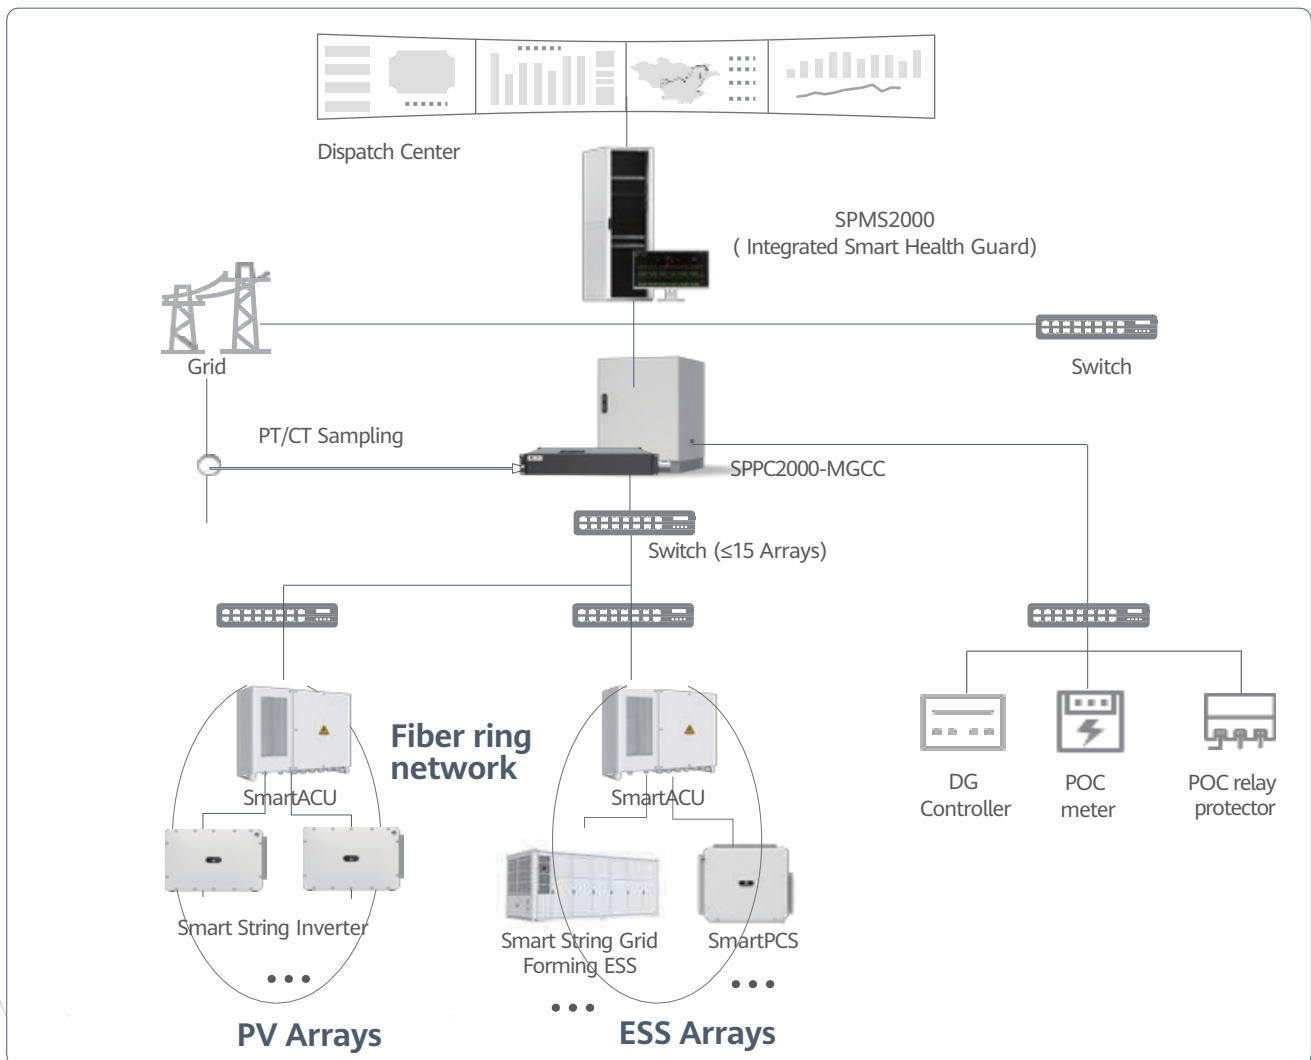 Dispatch Center
SPMS2000
( Integrated Smart Health Guard)
Grid
Switch
PT/CT Sampling
SPPC2000-MGCC
Switch (≤15 Arrays)
Fiber ring
network
SmartACU
SmartACU
DG
Controller
POC
meter
POC relay
protector
Smart String Inverter
Smart String Grid
Forming ESS
SmartPCS
PV Arrays
ESS Arrays